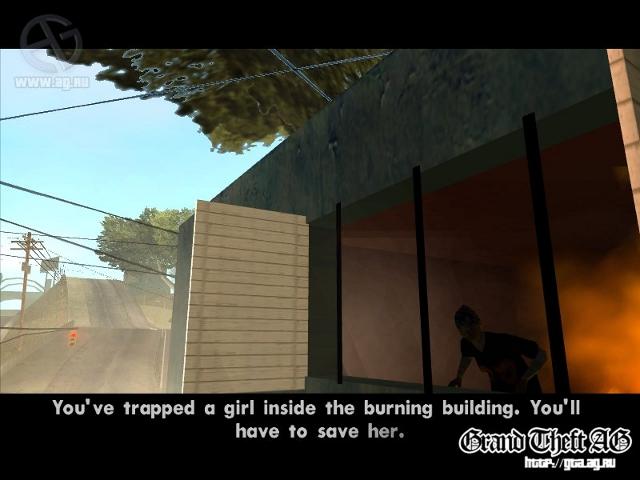 www.ag.ru
You've trapped a girl inside the burning building. You'll
have to save her.
Grand Theft AG
http://gta.ag.ru